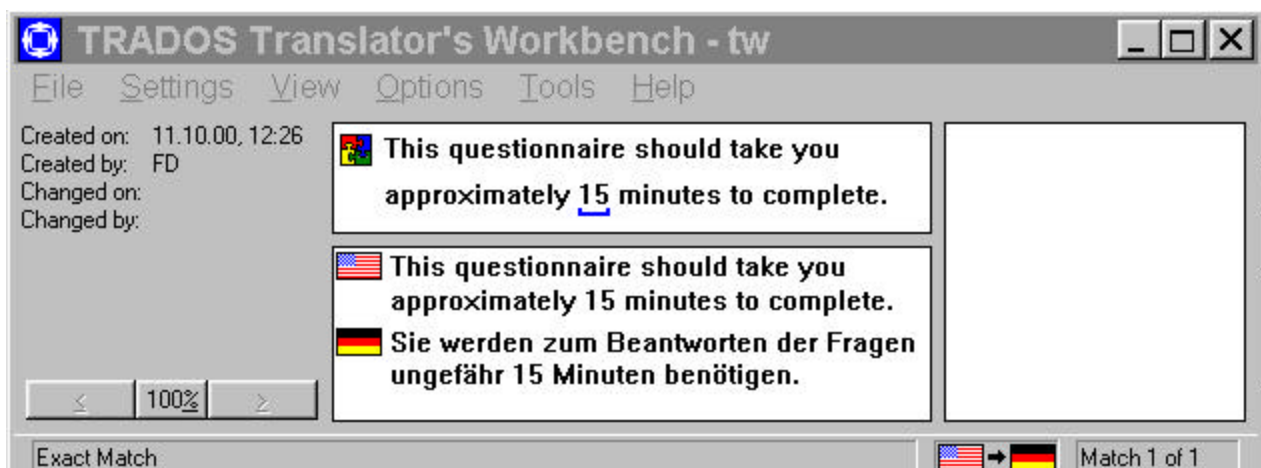 TRADOS Translator's Workbench - tw
File Settings View Options Tools Help
Created on: 11.10.00, 12:26
Created by: FD
Changed on:
Changed by:
This questionnaire should take you
approximately 15 minutes to complete.
This questionnaire should take you
approximately 15 minutes to complete.
Sie werden zum Beantworten der Fragen
ungefähr 15 Minuten benötigen.
< 100% >
Exact Match
Match 1 of 1